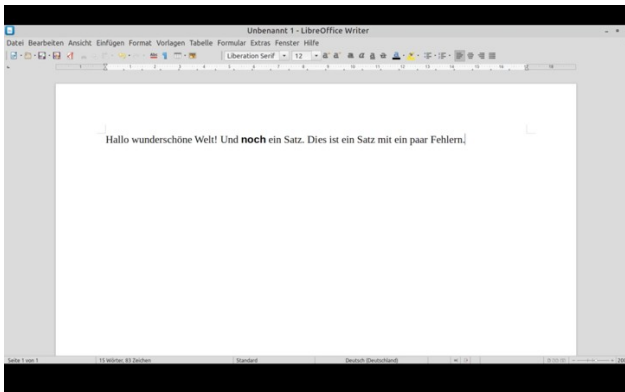 Unbenannt 1 - LibreOffice Writer
Datei Bearbeiten Ansicht Einfügen Format Vorlagen Tabelle Formular Extras Fenster Hilfe
Liberation Serif 12
Hallo wunderschöne Welt! Und noch ein Satz. Dies ist ein Satz mit ein paar Fehlern.
Seite 1 von 1 15 Wörter, 83 Zeichen Standard Deutsch (Deutschland)